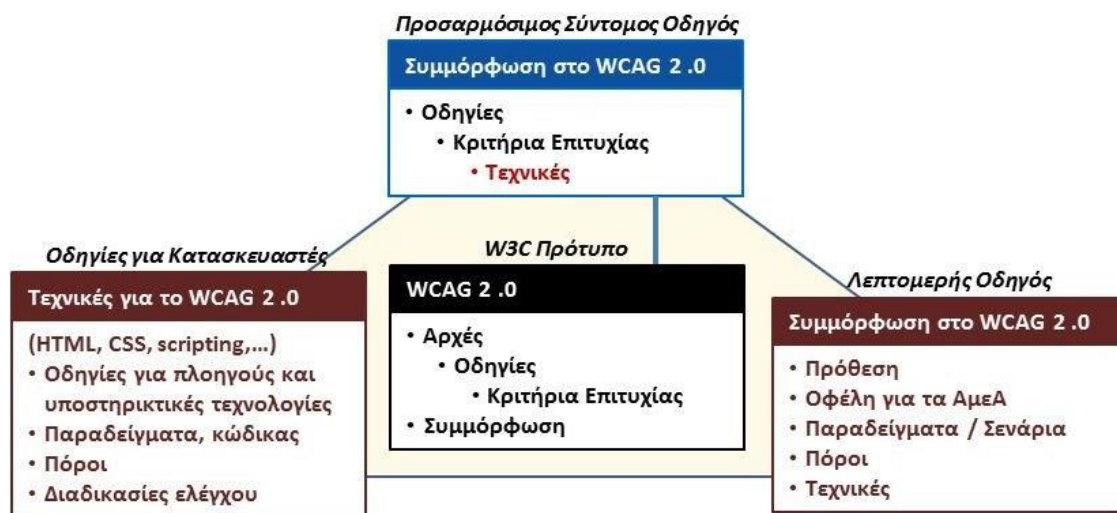 Προσαρμόσιμος Σύντομος Οδηγός
Συμμόρφωση στο WCAG 2 .0
• Οδηγίες
• Κριτήρια Επιτυχίας
• Τεχνικές
Οδηγίες για Κατασκευαστές
Τεχνικές για το WCAG 2 .0
(HTML, CSS, scripting,...)
• Οδηγίες για πλοηγούς και
υποστηρικτικές τεχνολογίες
• Παραδείγματα, κώδικας
• Πόροι
• Διαδικασίες ελέγχου
W3C Πρότυπο
WCAG 2 .0
• Αρχές
• Οδηγίες
• Κριτήρια Επιτυχίας
• Συμμόρφωση
Λεπτομερής Οδηγός
Συμμόρφωση στο WCAG 2 .0
• Πρόθεση
• Οφέλη για τα ΑμεΑ
• Παραδείγματα / Σενάρια
• Πόροι
• Τεχνικές